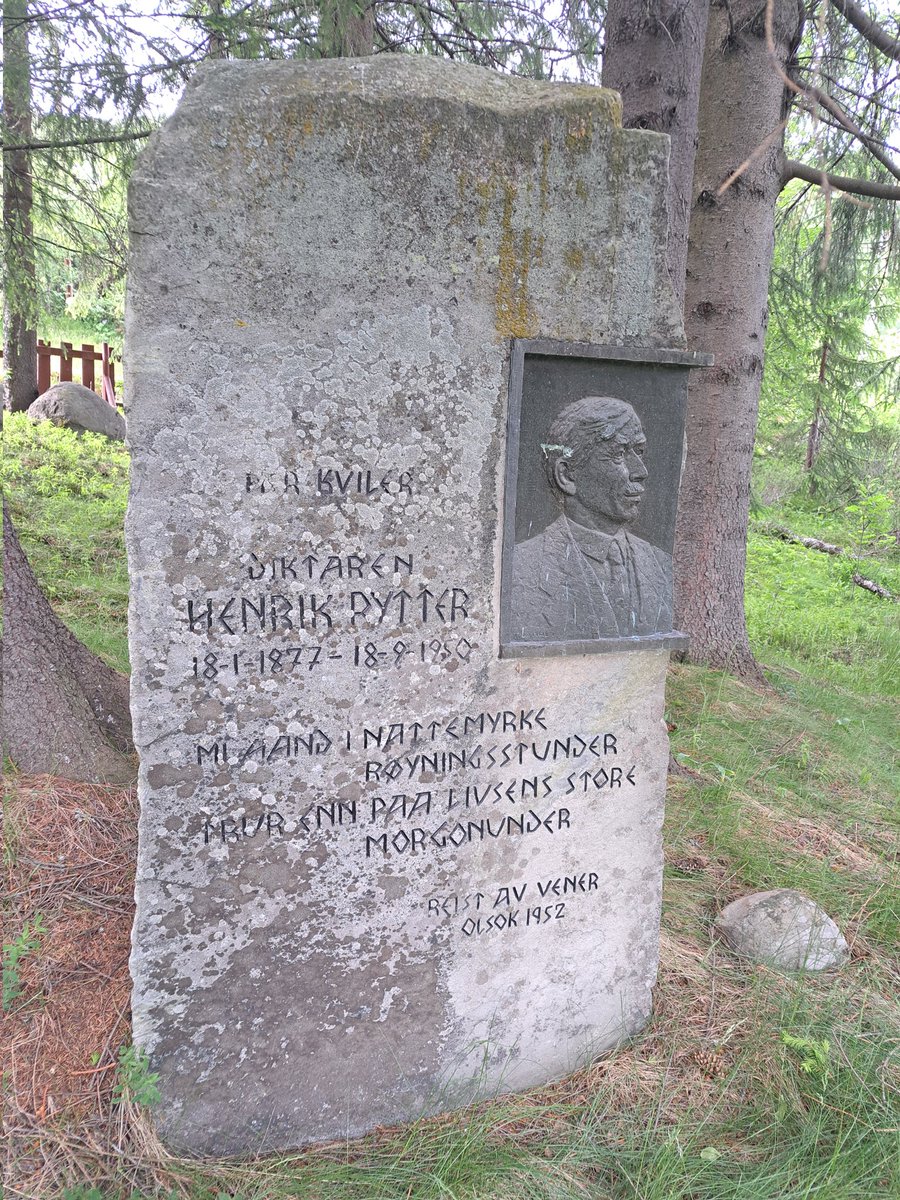 HER KVILER
DIKTAREN
HENRIK RYTTER
18-1-1877-18-9-1950
MI AAND I NATTEMYRKE
RØYNINGSSTUNDER
TRUR ENN PAA LIVSENS STORE
MORGONUNDER
REIST AV VENER
OLSOK 1952